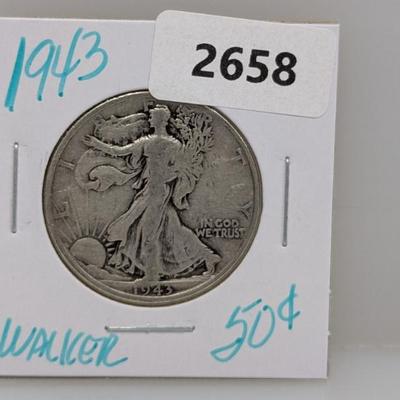 1943
2658
LIBERTY
IN GOD
WE TRUST
1943
WALKER 50¢